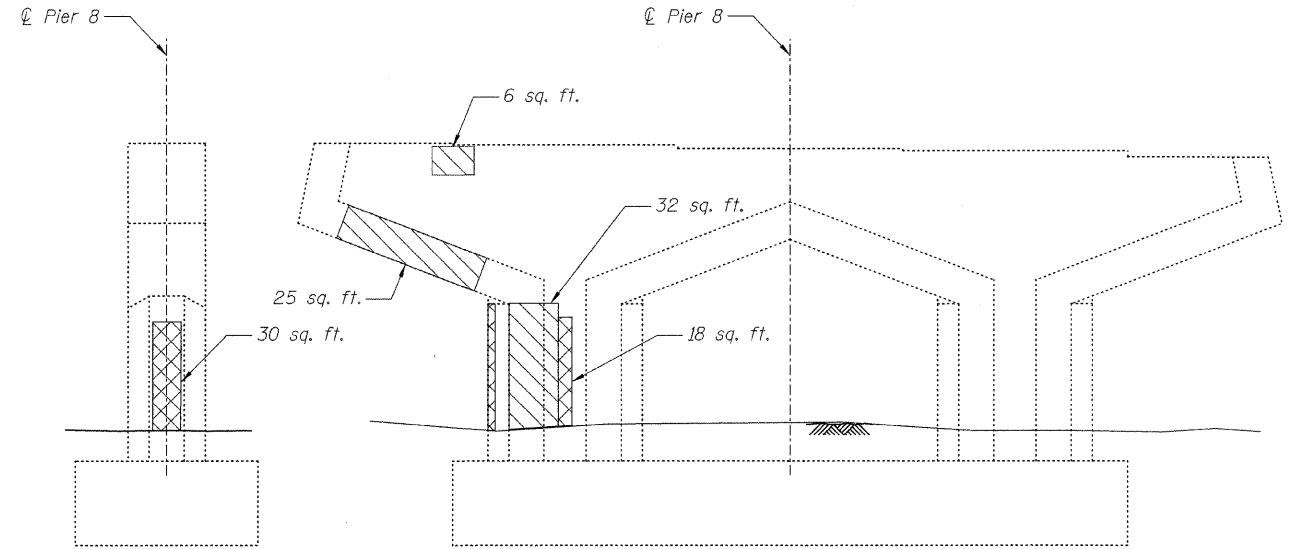 ℄ Pier 8
℄ Pier 8
6 sq. ft.
32 sq. ft.
25 sq. ft.
30 sq. ft.
18 sq. ft.